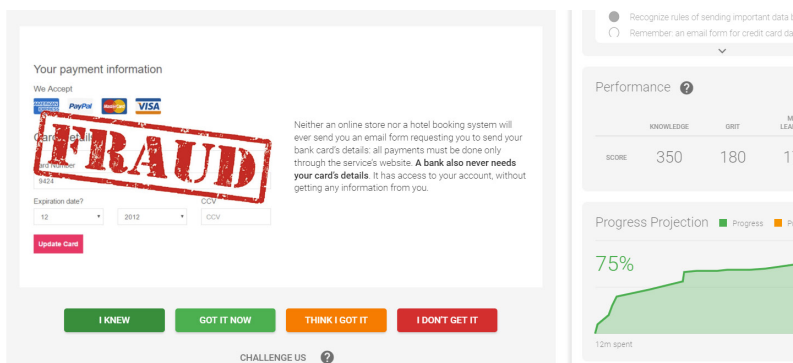 Your payment information
We Accept
PayPal
MasterCard
VISA
FRAUD
Card Number
9424
Expiration date?
CCV
12
2012
CCV
Update Card
Neither an online store nor a hotel booking system will
ever send you an email form requesting you to send your
bank card's details: all payments must be done only
through the service's website. A bank also never needs
your card's details. It has access to your account, without
getting any information from you.
I KNEW
GOT IT NOW
THINK I GOT IT
I DON'T GET IT
CHALLENGE US ?
Recognize rules of sending important data
Remember: an email form for credit card
Performance ?
KNOWLEDGE
GRIT
SCORE
350
180
Progress Projection
Progress
75%
12m spent